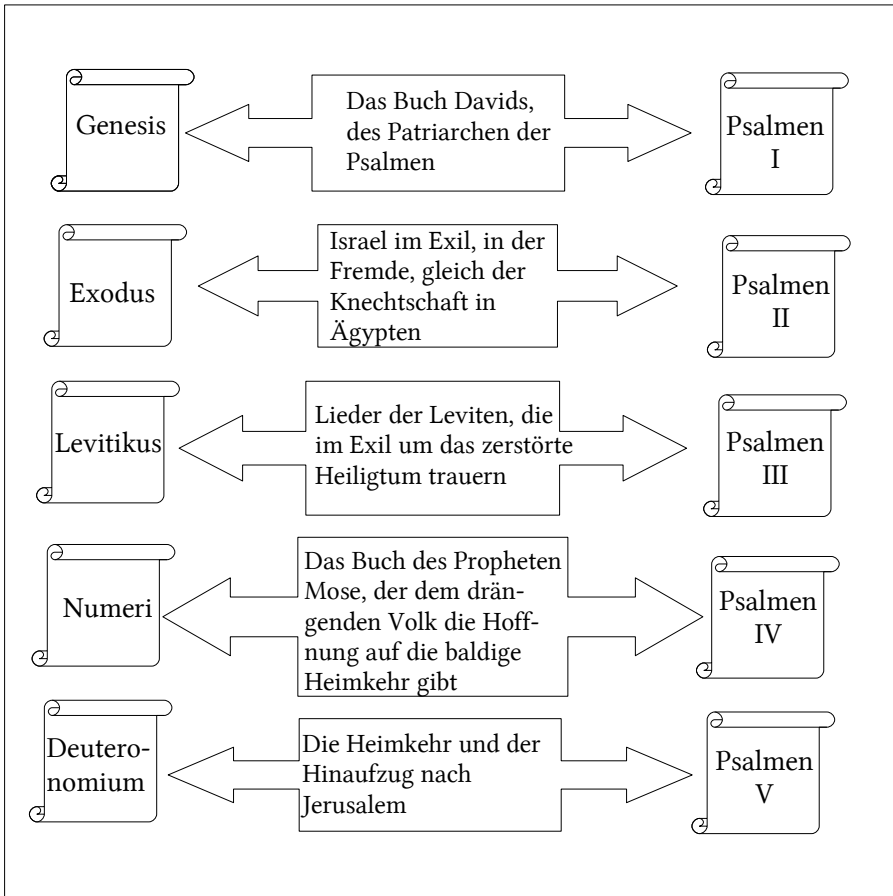 Genesis
Das Buch Davids,
des Patriarchen der
Psalmen
Psalmen
I
Exodus
Israel im Exil, in der
Fremde, gleich der
Knechtschaft in
Ägypten
Psalmen
II
Levitikus
Lieder der Leviten, die
im Exil um das zerstörte
Heiligtum trauern
Psalmen
III
Numeri
Das Buch des Propheten
Mose, der dem drän-
genden Volk die Hoff-
nung auf die baldige
Heimkehr gibt
Psalmen
IV
Deutero-
nomium
Die Heimkehr und der
Hinaufzug nach
Jerusalem
Psalmen
V